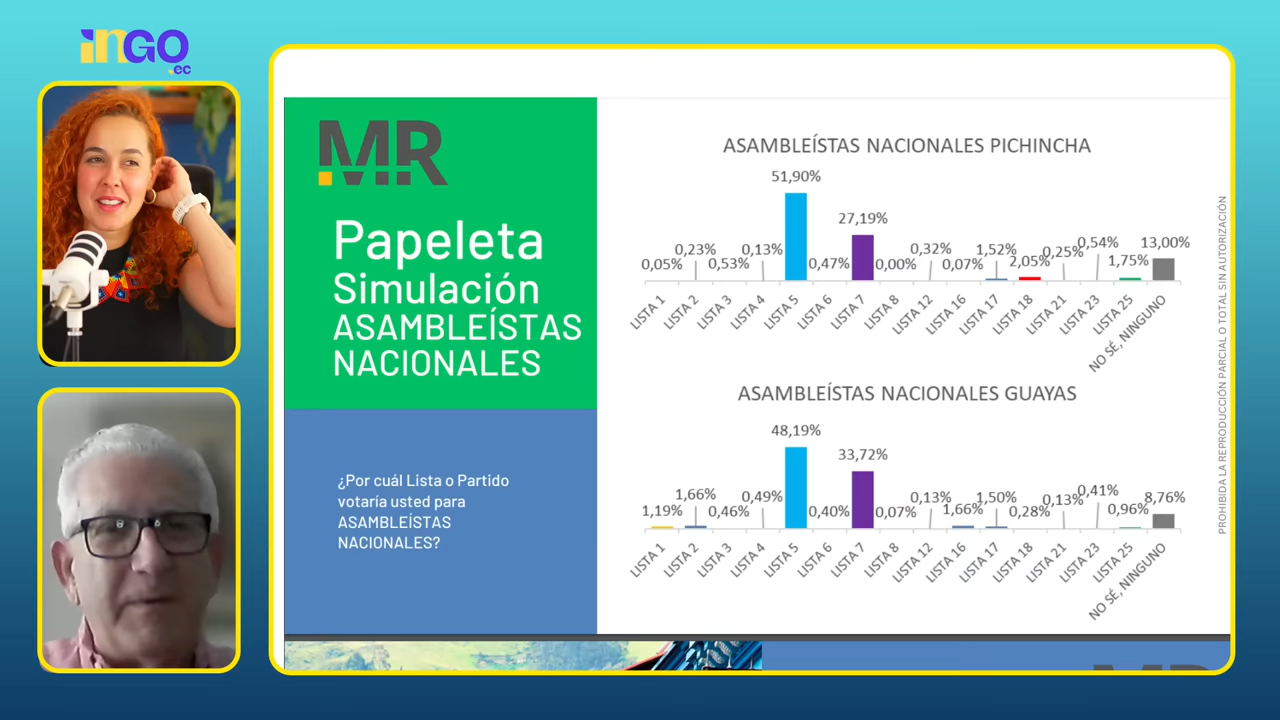 inGO
.ec
MR
Papeleta
Simulación
ASAMBLEÍSTAS
NACIONALES
¿Por cuál Lista o Partido
votaría usted para
ASAMBLEÍSTAS
NACIONALES?
ASAMBLEÍSTAS NACIONALES PICHINCHA
0,05% 0,23% 0,53% 0,13% 51,90% 0,47% 27,19% 0,00% 0,32% 0,07% 1,52% 2,05% 0,25% 0,54% 1,75% 13,00%
LISTA 1 LISTA 2 LISTA 3 LISTA 4 LISTA 5 LISTA 6 LISTA 7 LISTA 8 LISTA 12 LISTA 16 LISTA 17 LISTA 18 LISTA 21 LISTA 23 LISTA 25 NO SÉ, NINGUNO
ASAMBLEÍSTAS NACIONALES GUAYAS
1,19% 1,66% 0,46% 0,49% 48,19% 0,40% 33,72% 0,07% 0,13% 1,66% 1,50% 0,28% 0,13% 0,41% 0,96% 8,76%
LISTA 1 LISTA 2 LISTA 3 LISTA 4 LISTA 5 LISTA 6 LISTA 7 LISTA 8 LISTA 12 LISTA 16 LISTA 17 LISTA 18 LISTA 21 LISTA 23 LISTA 25 NO SÉ, NINGUNO
PROHIBIDA LA REPRODUCCIÓN PARCIAL O TOTAL SIN AUTORIZACIÓN
MR